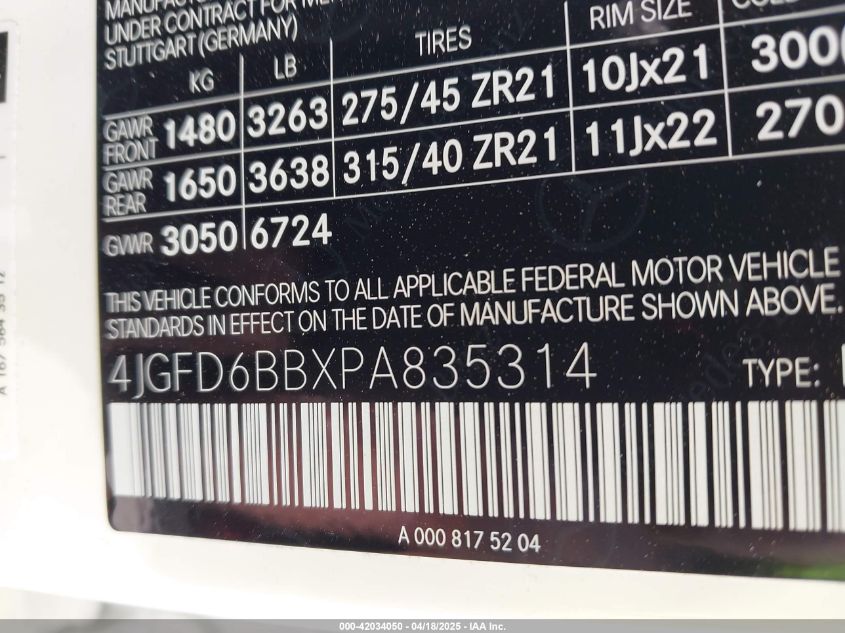 UNDER CONTRACT FOR
STUTTGART (GERMANY)
KG LB TIRES RIM SIZE
GAWR FRONT 1480 3263 275/45 ZR21 10Jx21 300
GAWR REAR 1650 3638 315/40 ZR21 11Jx22 270
GVWR 3050 6724
THIS VEHICLE CONFORMS TO ALL APPLICABLE FEDERAL MOTOR VEHICLE
STANDARDS IN EFFECT ON THE DATE OF MANUFACTURE SHOWN ABOVE.
4JGFD6BBXPA835314 TYPE:
A 000 817 52 04
000-42034050 - 04/18/2025 - IAA Inc.